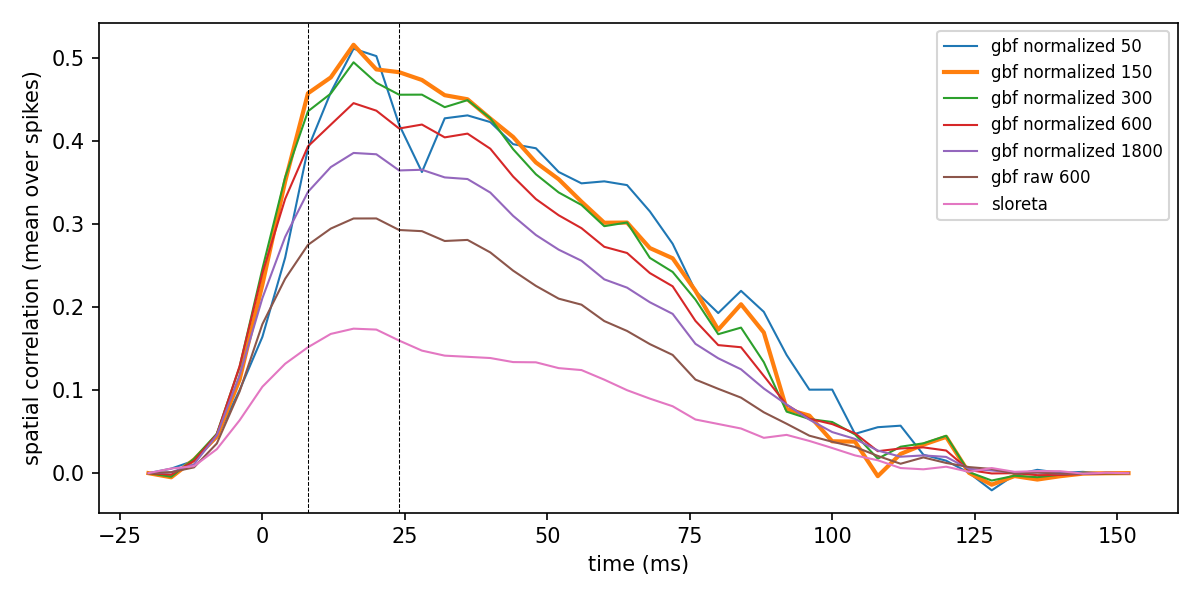 spatial correlation (mean over spikes)
0.5
0.4
0.3
0.2
0.1
0.0
gbf normalized 50
gbf normalized 150
gbf normalized 300
gbf normalized 600
gbf normalized 1800
gbf raw 600
sloreta
−25 0 25 50 75 100 125 150
time (ms)